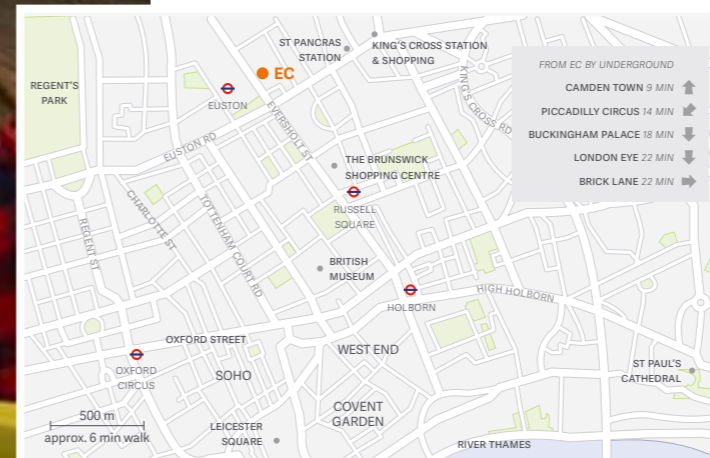 ST PANCRAS
STATION
KING'S CROSS STATION
& SHOPPING
EC
REGENT'S
PARK
EUSTON
EUSTON RD
EVERSHOLT ST
KING'S CROSS RD
FROM EC BY UNDERGROUND
CAMDEN TOWN 9 MIN
PICCADILLY CIRCUS 14 MIN
BUCKINGHAM PALACE 18 MIN
LONDON EYE 22 MIN
BRICK LANE 22 MIN
THE BRUNSWICK
SHOPPING CENTRE
RUSSELL
SQUARE
REGENT ST
CHARLOTTE ST
TOTTENHAM COURT RD
BRITISH
MUSEUM
HOLBORN
HIGH HOLBORN
OXFORD STREET
WEST END
OXFORD
CIRCUS
SOHO
ST PAUL'S
CATHEDRAL
COVENT
GARDEN
500 m
approx. 6 min walk
LEICESTER
SQUARE
RIVER THAMES